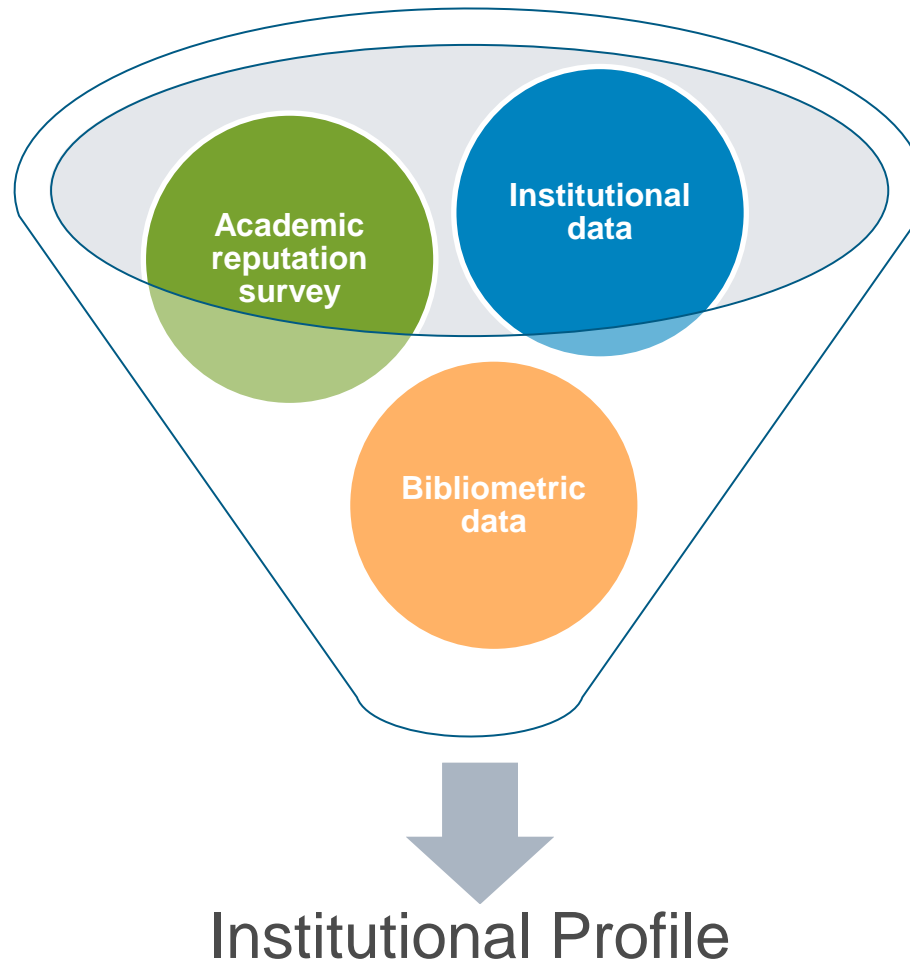 Institutional
data
Academic
reputation
survey
Bibliometric
data
Institutional Profile